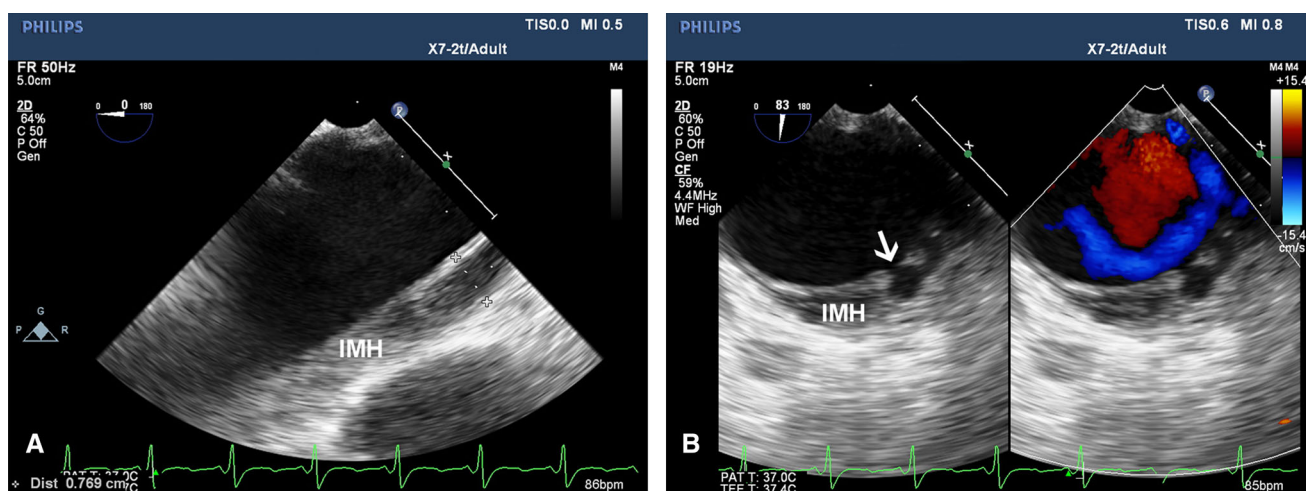 PHILIPS
TIS0.0 MI 0.5
X7-2t/Adult
FR 50Hz
5.0cm
2D
64%
C 50
P Off
Gen
0 0 180
P
M4
X
G
P R
IMH
A
PAT T: 37.0C
Dist 0.769 cm
86bpm
PHILIPS
TIS0.6 MI 0.8
X7-2t/Adult
FR 19Hz
5.0cm
2D
60%
C 50
P Off
Gen
CF
59%
4.4MHz
WF High
Med
0 83 180
X
P
X
M4 M4
+15.4
-15.4
cm/s
IMH
B
PAT T: 37.0C
TEE T: 37.4C
85bpm